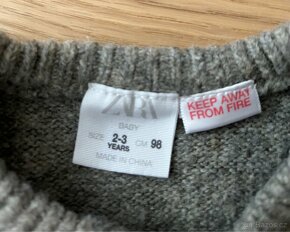 ZARA
BABY
SIZE 2-3 YEARS CM 98
MADE IN CHINA
KEEP AWAY
FROM FIRE